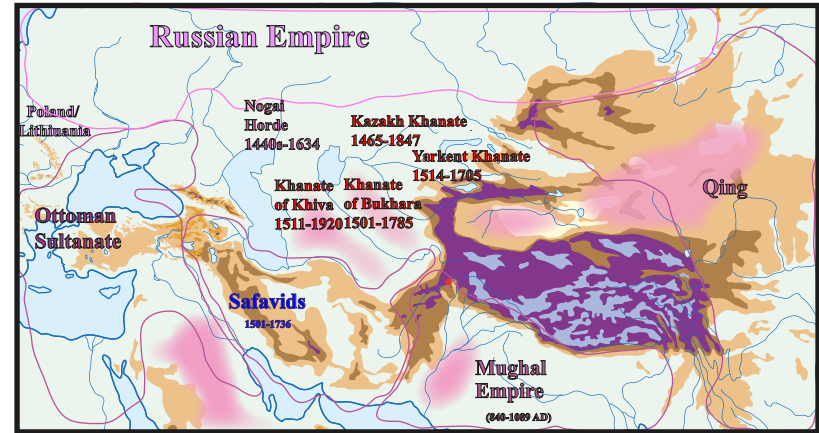 Russian Empire
Poland/
Lithuania
Nogai
Horde
1440s-1634
Kazakh Khanate
1465-1847
Yarkent Khanate
1514-1705
Khanate
of Khiva
1511-1920
Khanate
of Bukhara
1501-1785
Qing
Ottoman
Sultanate
Safavids
1501-1736
Mughal
Empire
(840-1089 AD)